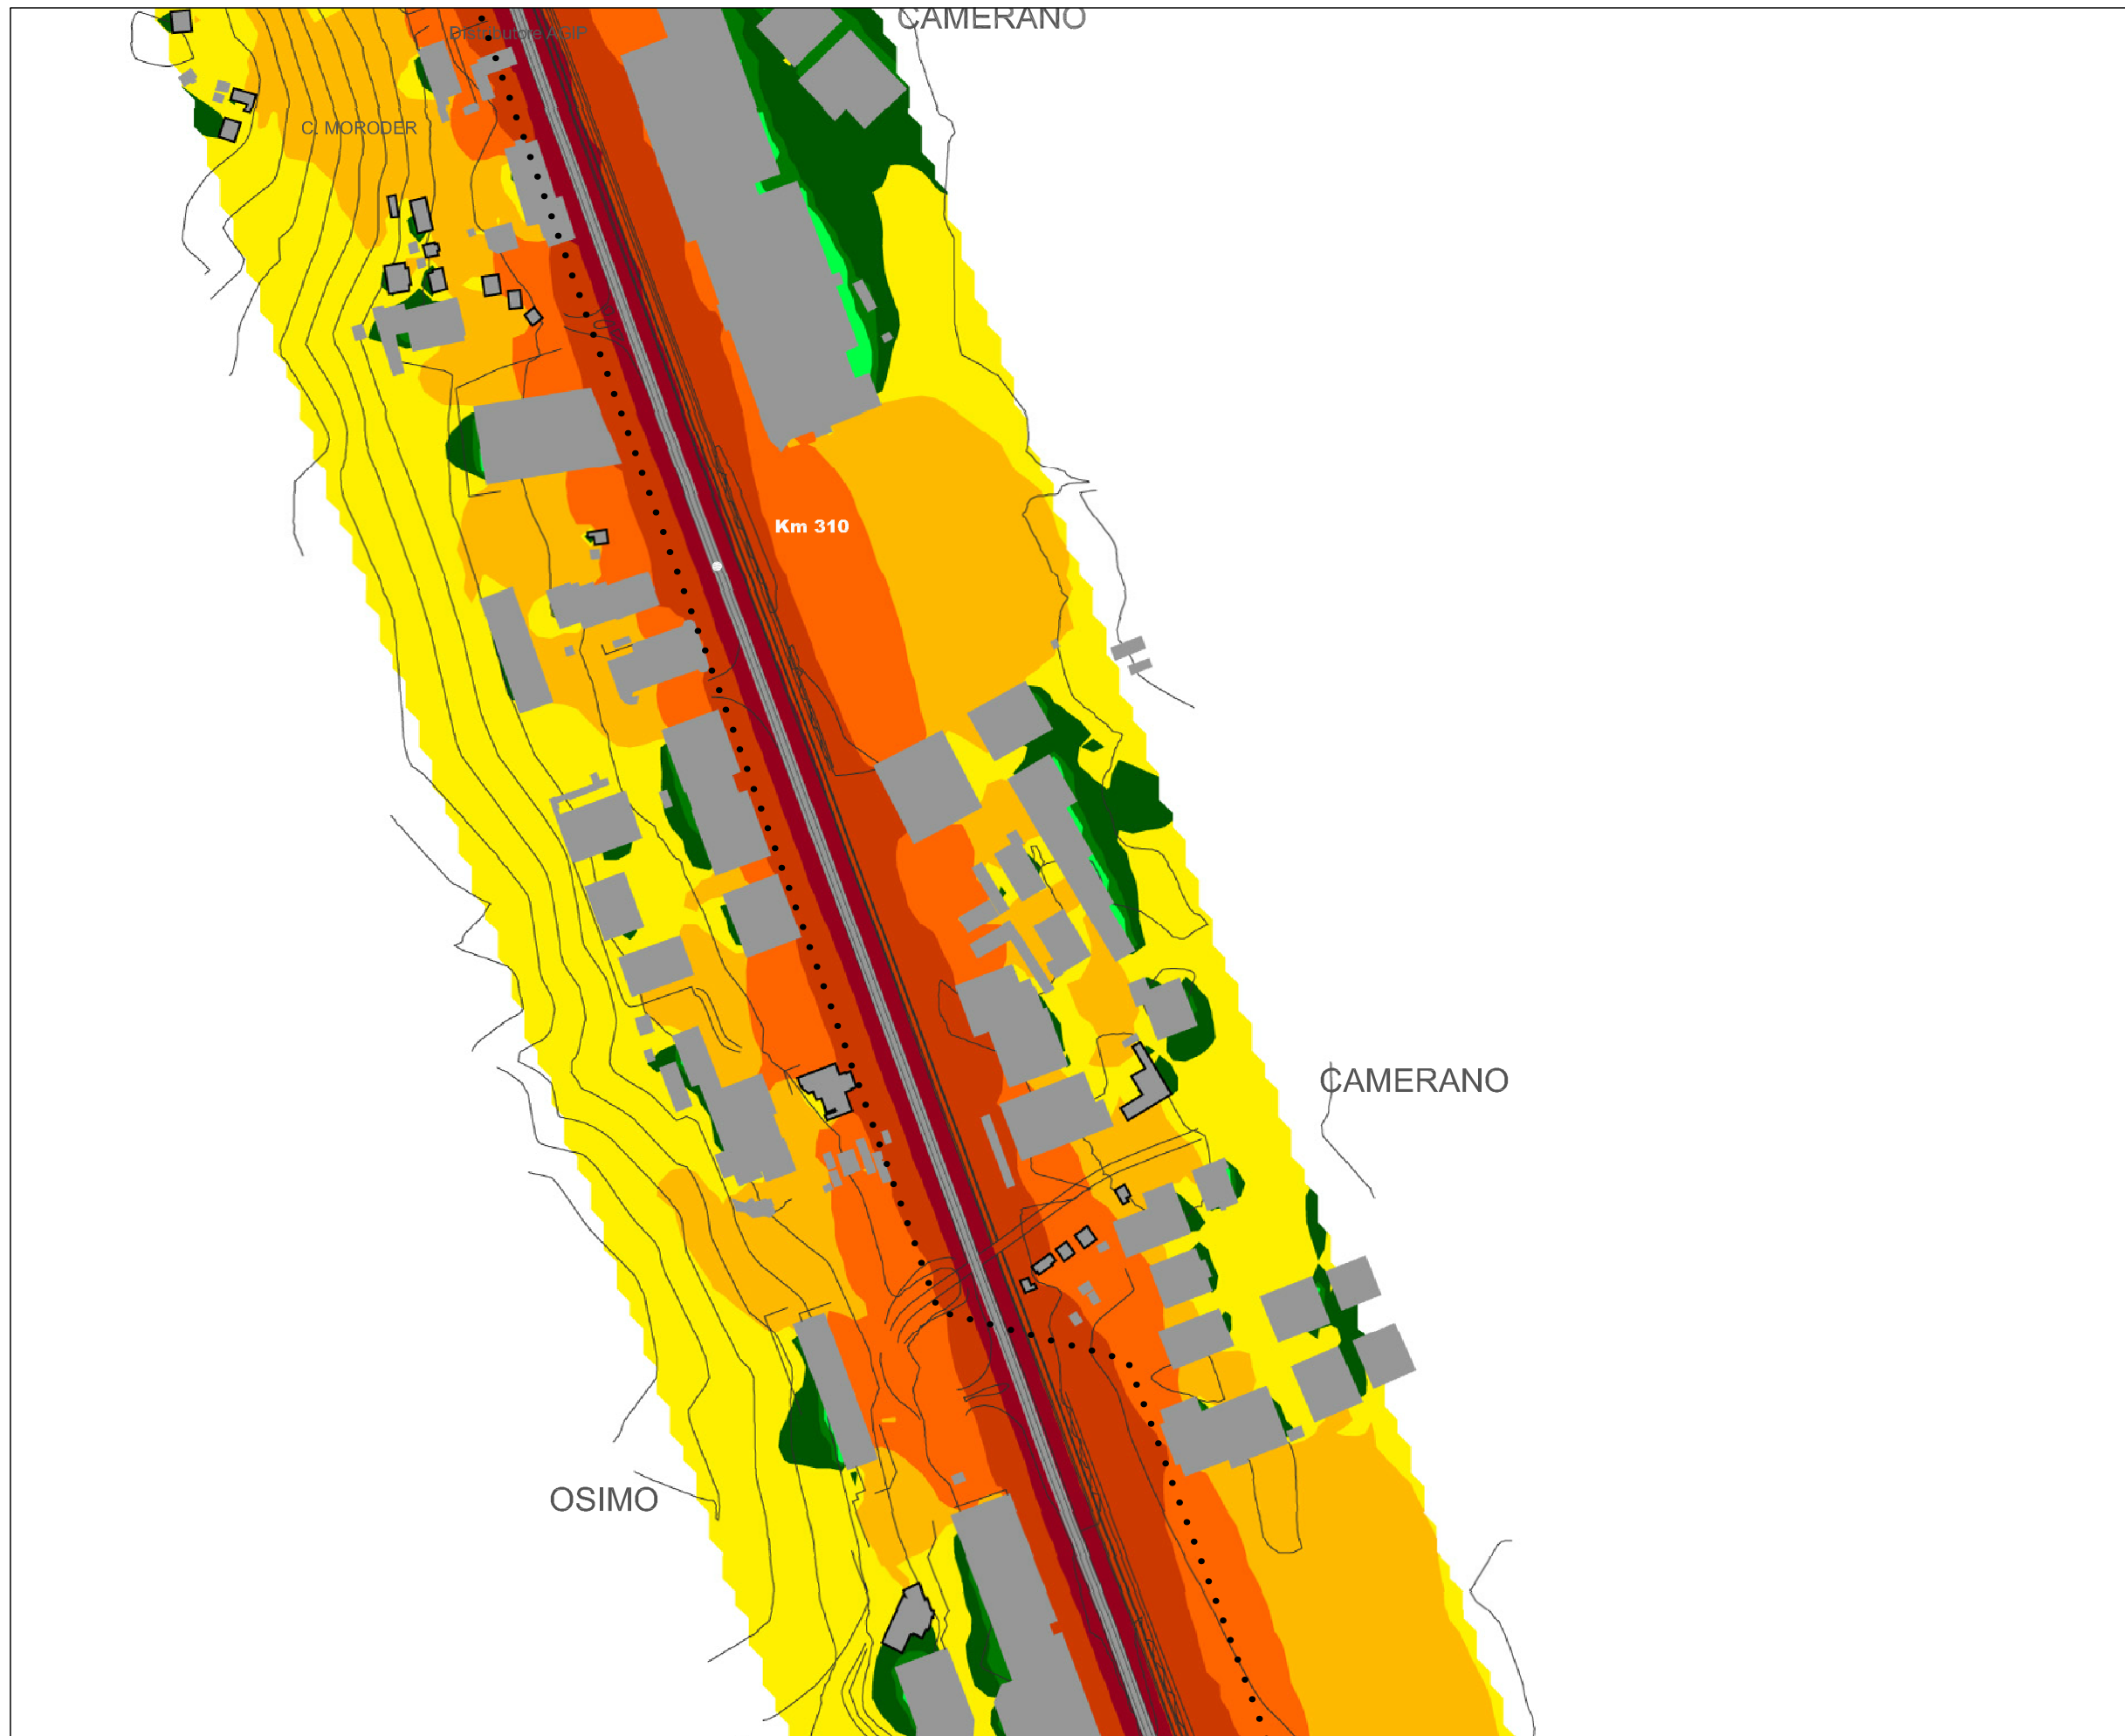 CAMERANO
Distributore AGIP
C. MORODER
Km 310
CAMERANO
OSIMO